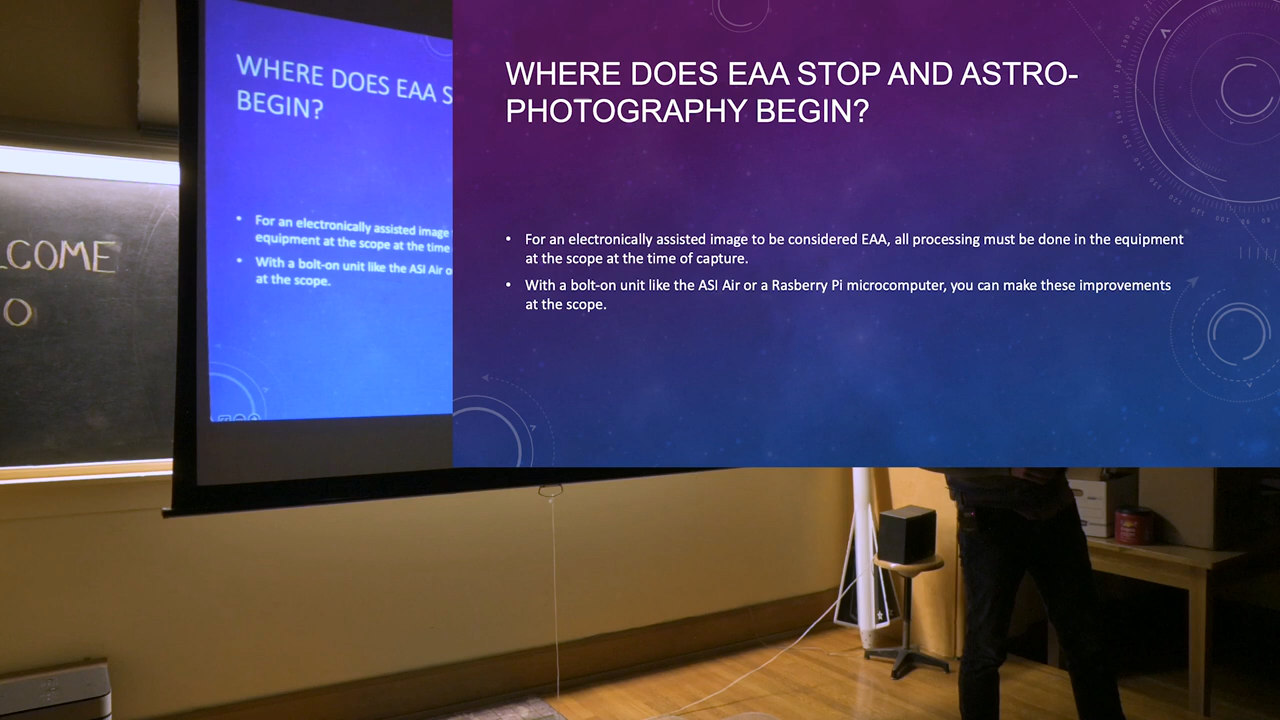 WHERE DOES EAA S
BEGIN?
For an electronically assisted image
equipment at the scope at the time
With a bolt-on unit like the ASI Air o
at the scope.
COME
O
WHERE DOES EAA STOP AND ASTRO-
PHOTOGRAPHY BEGIN?
• For an electronically assisted image to be considered EAA, all processing must be done in the equipment
at the scope at the time of capture.
• With a bolt-on unit like the ASI Air or a Rasberry Pi microcomputer, you can make these improvements
at the scope.